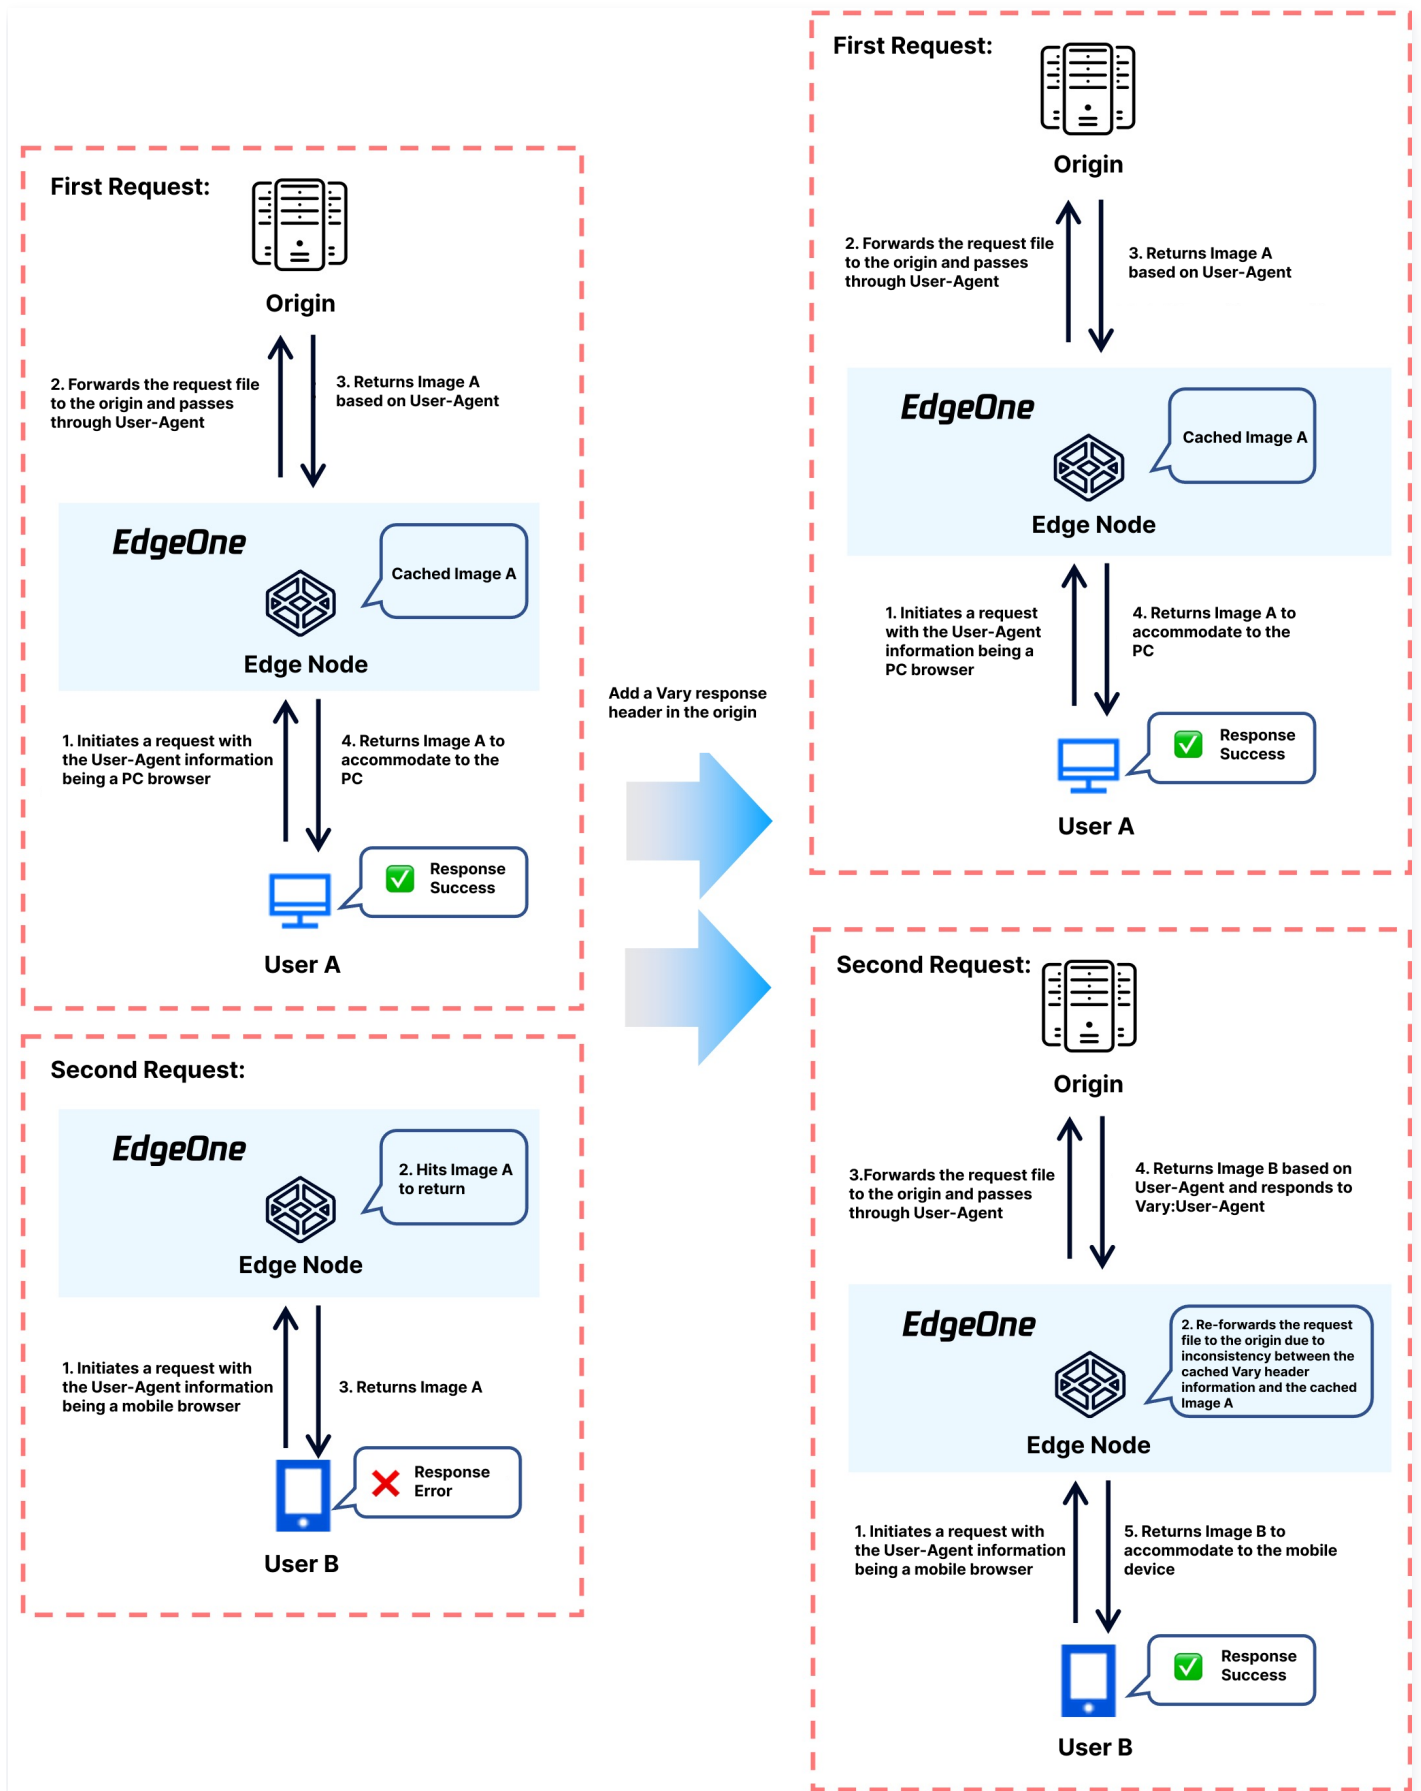 First Request:
Origin
2. Forwards the request file
to the origin and passes
through User-Agent
3. Returns Image A
based on User-Agent
EdgeOne
Cached Image A
Edge Node
1. Initiates a request with
the User-Agent information
being a PC browser
4. Returns Image A to
accommodate to the
PC
Response
Success
User A
Second Request:
EdgeOne
2. Hits Image A
to return
Edge Node
1. Initiates a request with
the User-Agent information
being a mobile browser
3. Returns Image A
Response
Error
User B
Add a Vary response
header in the origin
First Request:
Origin
2. Forwards the request file
to the origin and passes
through User-Agent
3. Returns Image A
based on User-Agent
EdgeOne
Cached Image A
Edge Node
1. Initiates a request
with the User-Agent
information being a
PC browser
4. Returns Image A to
accommodate to the
PC
Response
Success
User A
Second Request:
Origin
3.Forwards the request file
to the origin and passes
through User-Agent
4. Returns Image B based on
User-Agent and responds to
Vary:User-Agent
EdgeOne
2. Re-forwards the request
file to the origin due to
inconsistency between the
cached Vary header
information and the cached
Image A
Edge Node
1. Initiates a request with
the User-Agent information
being a mobile browser
5. Returns Image B to
accommodate to the mobile
device
Response
Success
User B